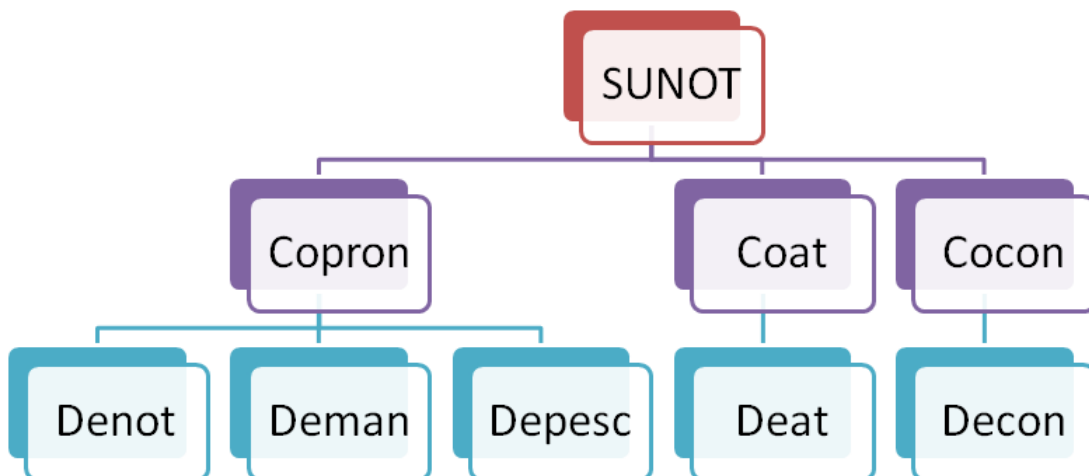 SUNOT
Copron
Coat
Cocon
Denot
Deman
Depesc
Deat
Decon